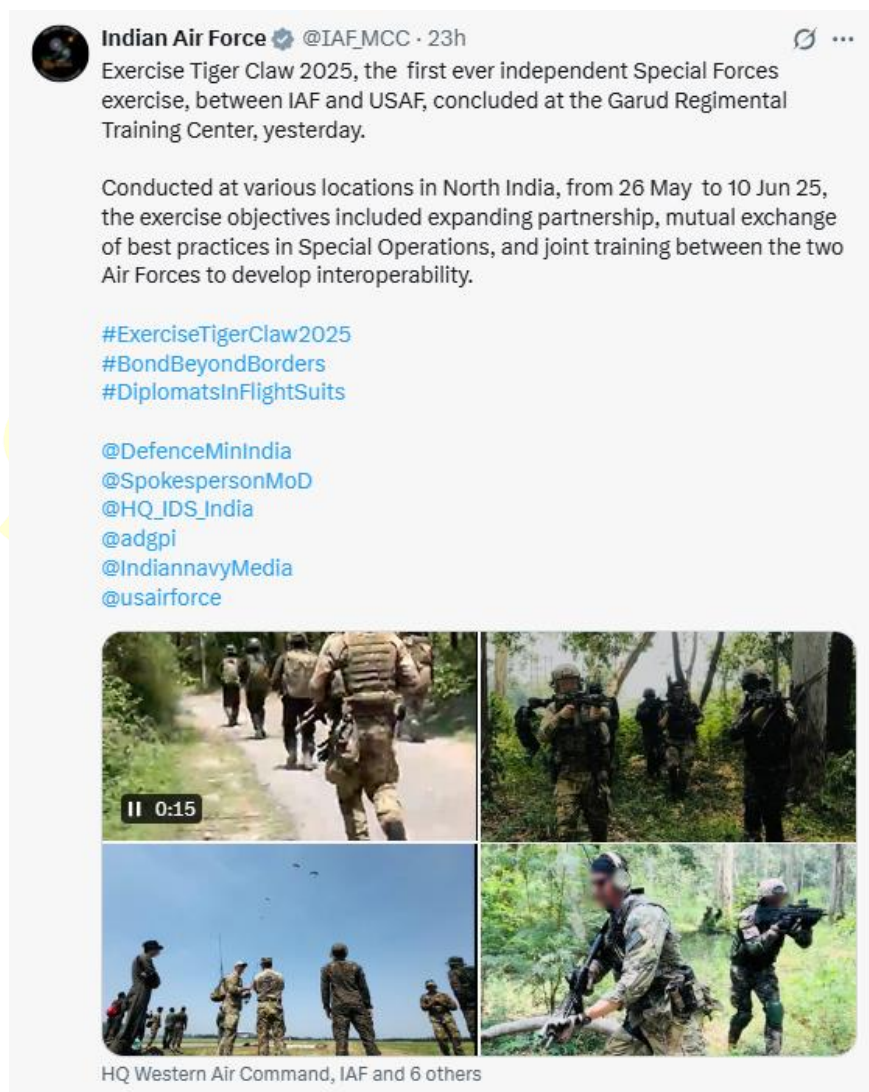 Indian Air Force @IAF_MCC · 23h
Exercise Tiger Claw 2025, the first ever independent Special Forces
exercise, between IAF and USAF, concluded at the Garud Regimental
Training Center, yesterday.
Conducted at various locations in North India, from 26 May to 10 Jun 25,
the exercise objectives included expanding partnership, mutual exchange
of best practices in Special Operations, and joint training between the two
Air Forces to develop interoperability.
#ExerciseTigerClaw2025
#BondBeyondBorders
#DiplomatsInFlightSuits
@DefenceMinIndia
@SpokespersonMoD
@HQ_IDS_India
@adgpi
@IndiannavyMedia
@usairforce
0:15
HQ Western Air Command, IAF and 6 others